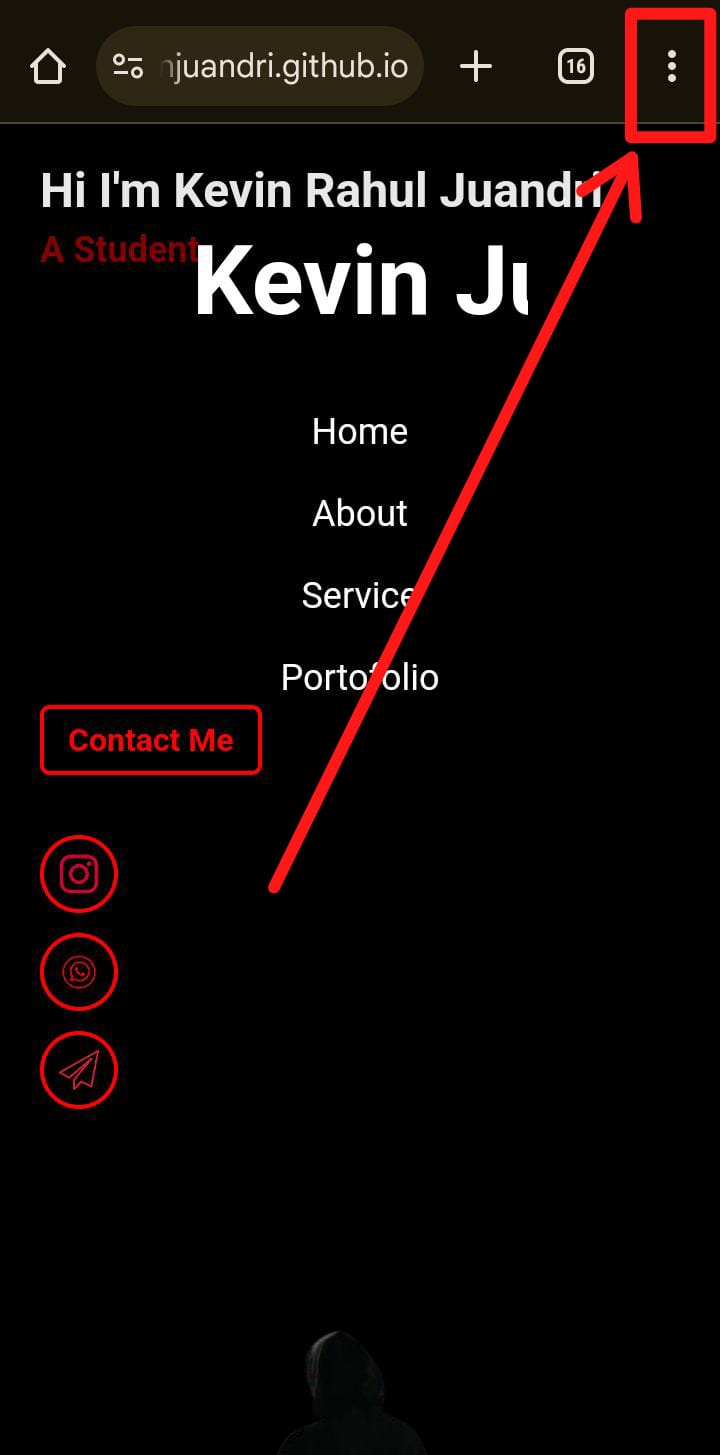 njuandri.github.io
16
Hi I'm Kevin Rahul Juandri
A Student
Kevin Ju
Home
About
Service
Portofolio
Contact Me